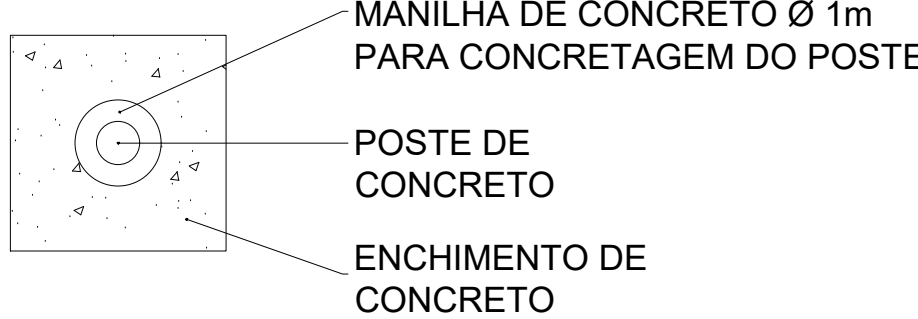 MANILHA DE CONCRETO Ø 1m
PARA CONCRETAGEM DO POSTE
POSTE DE
CONCRETO
ENCHIMENTO DE
CONCRETO